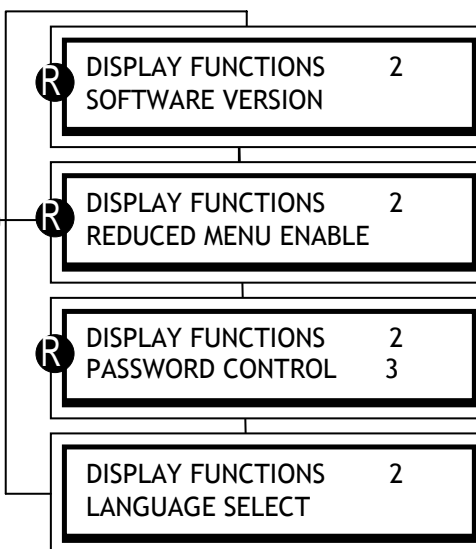 R DISPLAY FUNCTIONS 2
SOFTWARE VERSION
R DISPLAY FUNCTIONS 2
REDUCED MENU ENABLE
R DISPLAY FUNCTIONS 2
PASSWORD CONTROL 3
DISPLAY FUNCTIONS 2
LANGUAGE SELECT